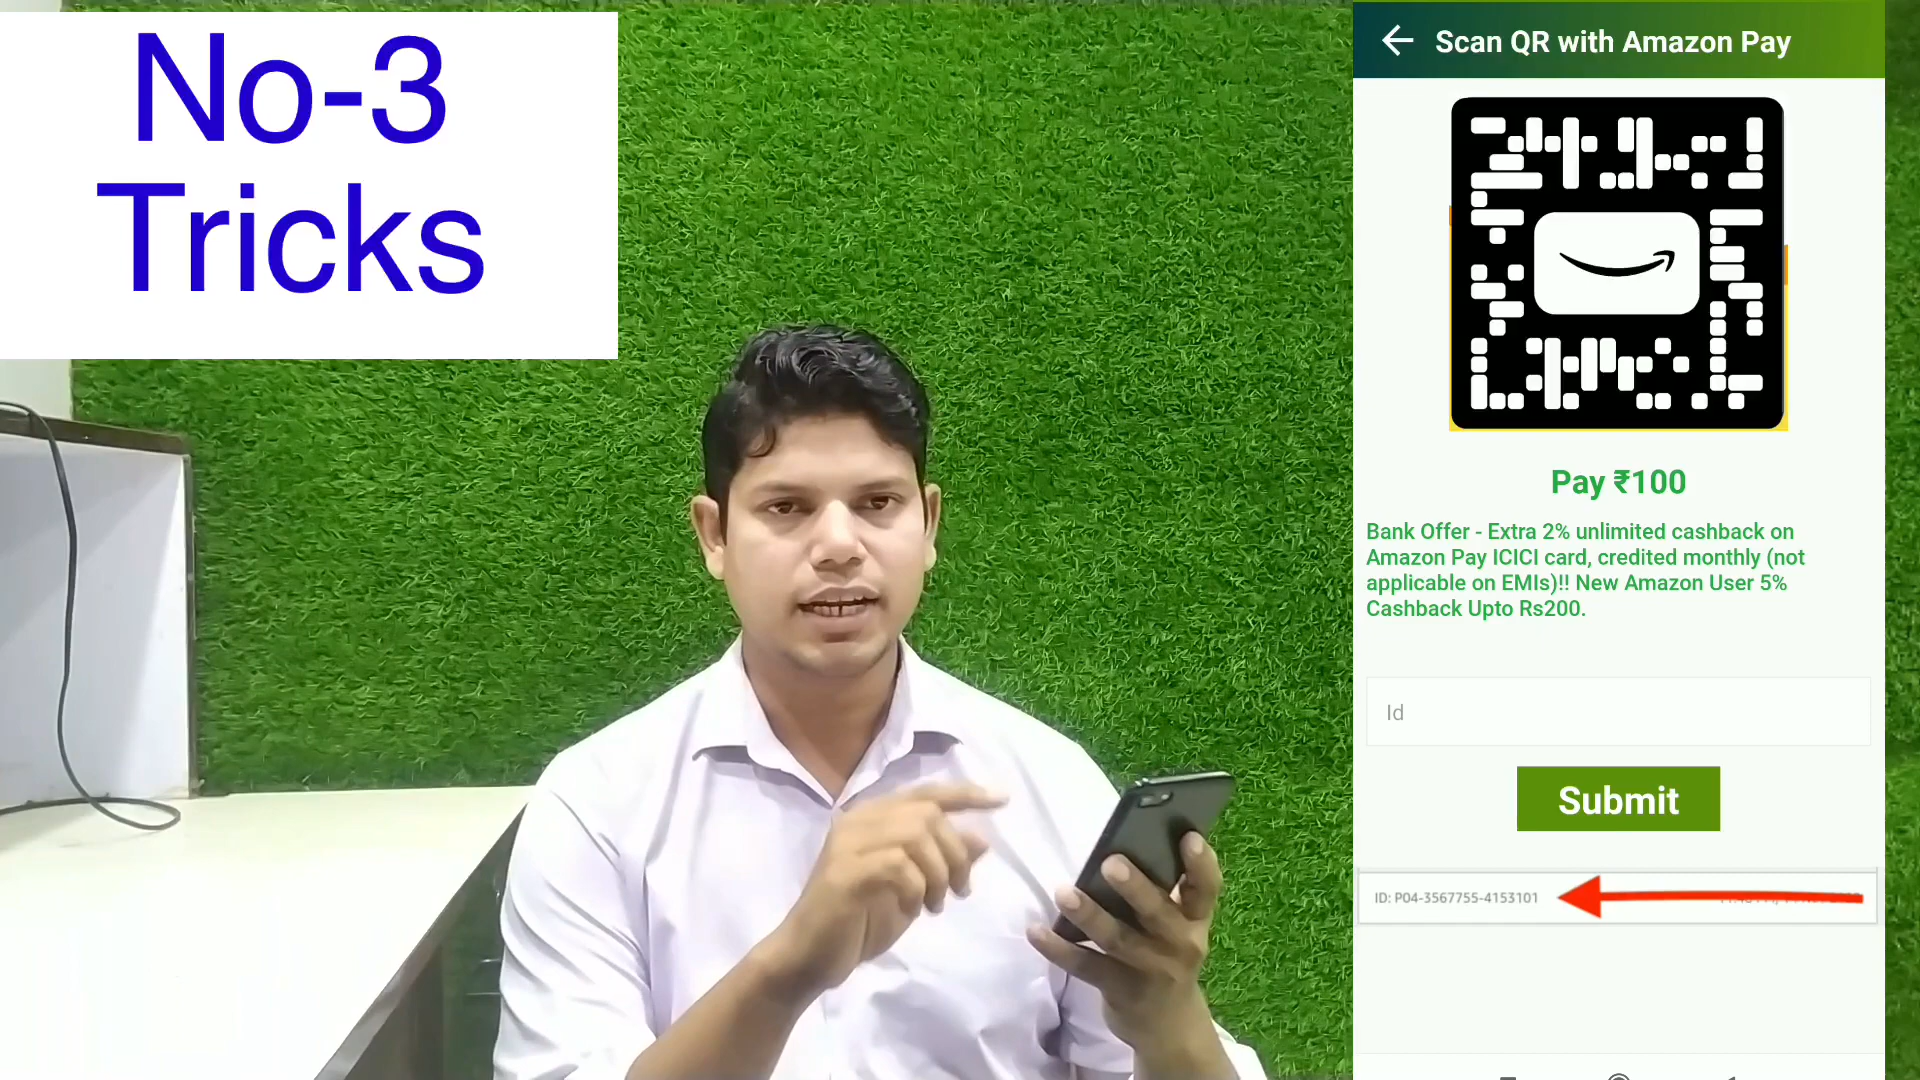 No-3
Tricks
Scan QR with Amazon Pay
Pay ₹100
Bank Offer - Extra 2% unlimited cashback on
Amazon Pay ICICI card, credited monthly (not
applicable on EMIs)!! New Amazon User 5%
Cashback Upto Rs200.
Id
Submit
ID: P04-3567755-4153101